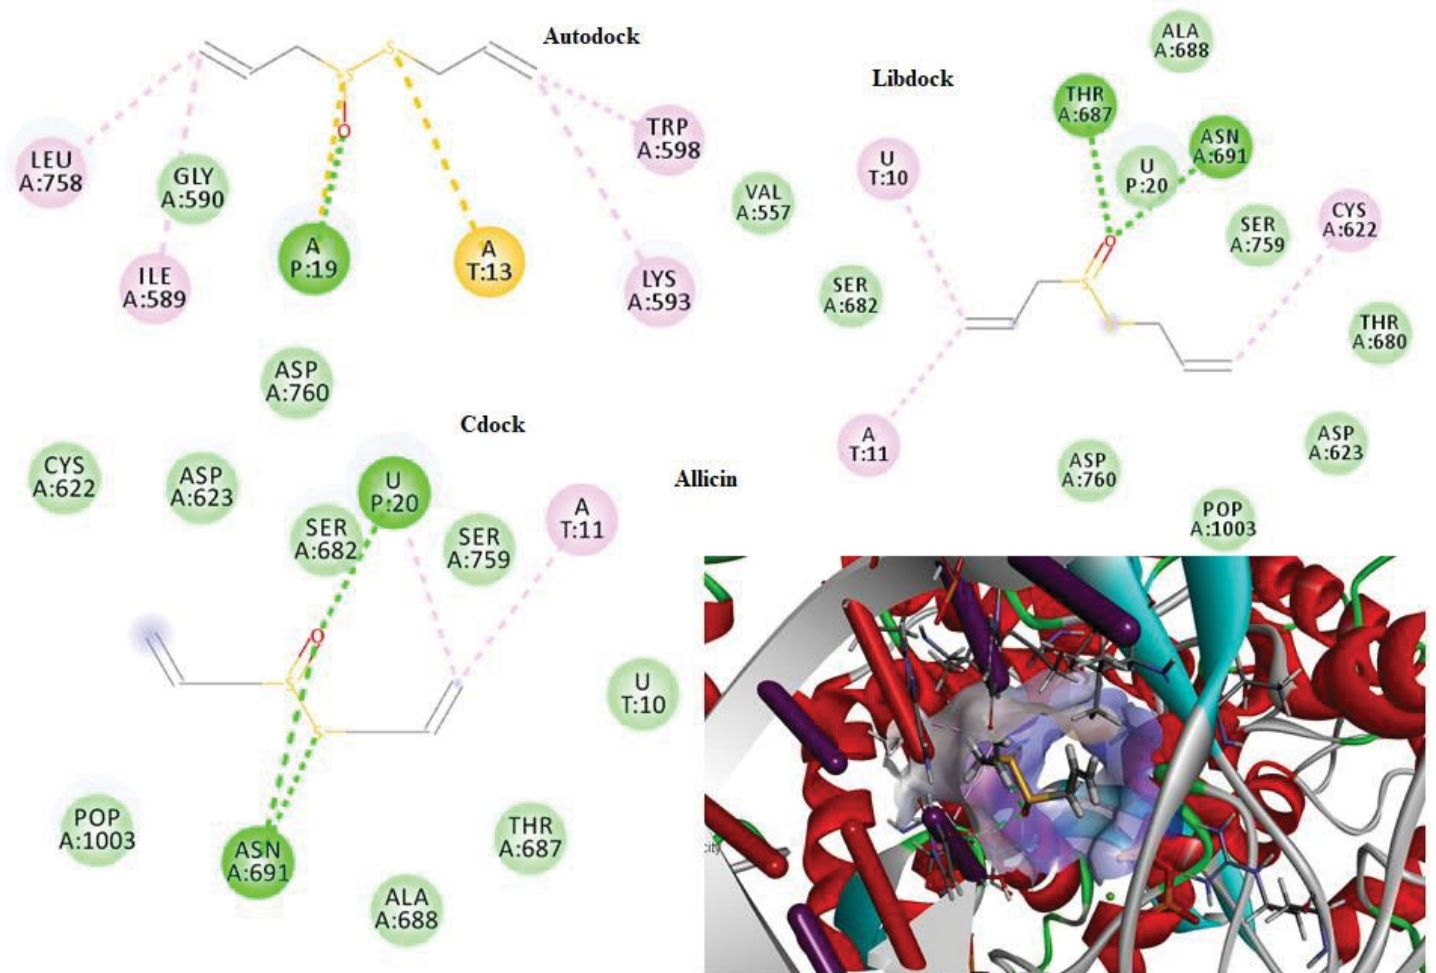 Autodock
S
S
O
LEU
A:758
GLY
A:590
ILE
A:589
A
P:19
A
T:13
TRP
A:598
LYS
A:593
Libdock
ALA
A:688
THR
A:687
ASN
A:691
U
T:10
U
P:20
VAL
A:557
SER
A:759
CYS
A:622
O
SER
A:682
S
S
THR
A:680
A
T:11
ASP
A:760
ASP
A:623
POP
A:1003
ASP
A:760
Cdock
CYS
A:622
ASP
A:623
U
P:20
SER
A:682
SER
A:759
A
T:11
O
S
S
U
T:10
POP
A:1003
ASN
A:691
THR
A:687
ALA
A:688
Allicin
city